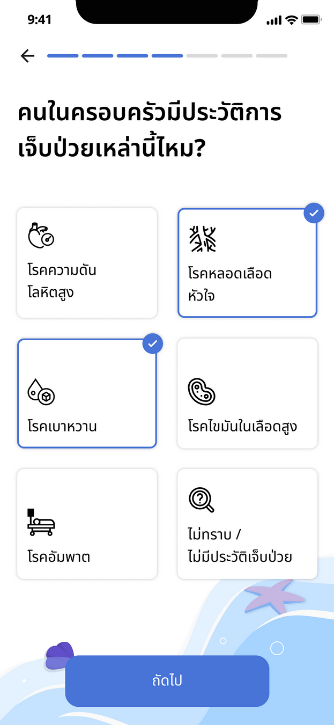 9:41
คนในครอบครัวมีประวัติการ
เจ็บป่วยเหล่านี้ไหม?
โรคความดัน
โลหิตสูง
โรคหลอดเลือด
หัวใจ
โรคเบาหวาน
โรคไขมันในเลือดสูง
โรคอัมพาต
ไม่ทราบ /
ไม่มีประวัติเจ็บป่วย
ถัดไป